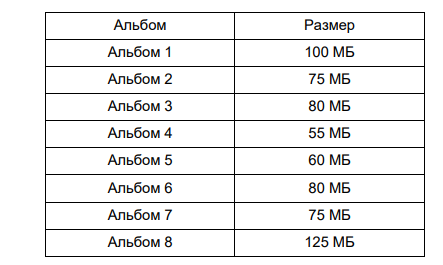 Альбом Размер
Альбом 1 100 МБ
Альбом 2 75 МБ
Альбом 3 80 МБ
Альбом 4 55 МБ
Альбом 5 60 МБ
Альбом 6 80 МБ
Альбом 7 75 МБ
Альбом 8 125 МБ